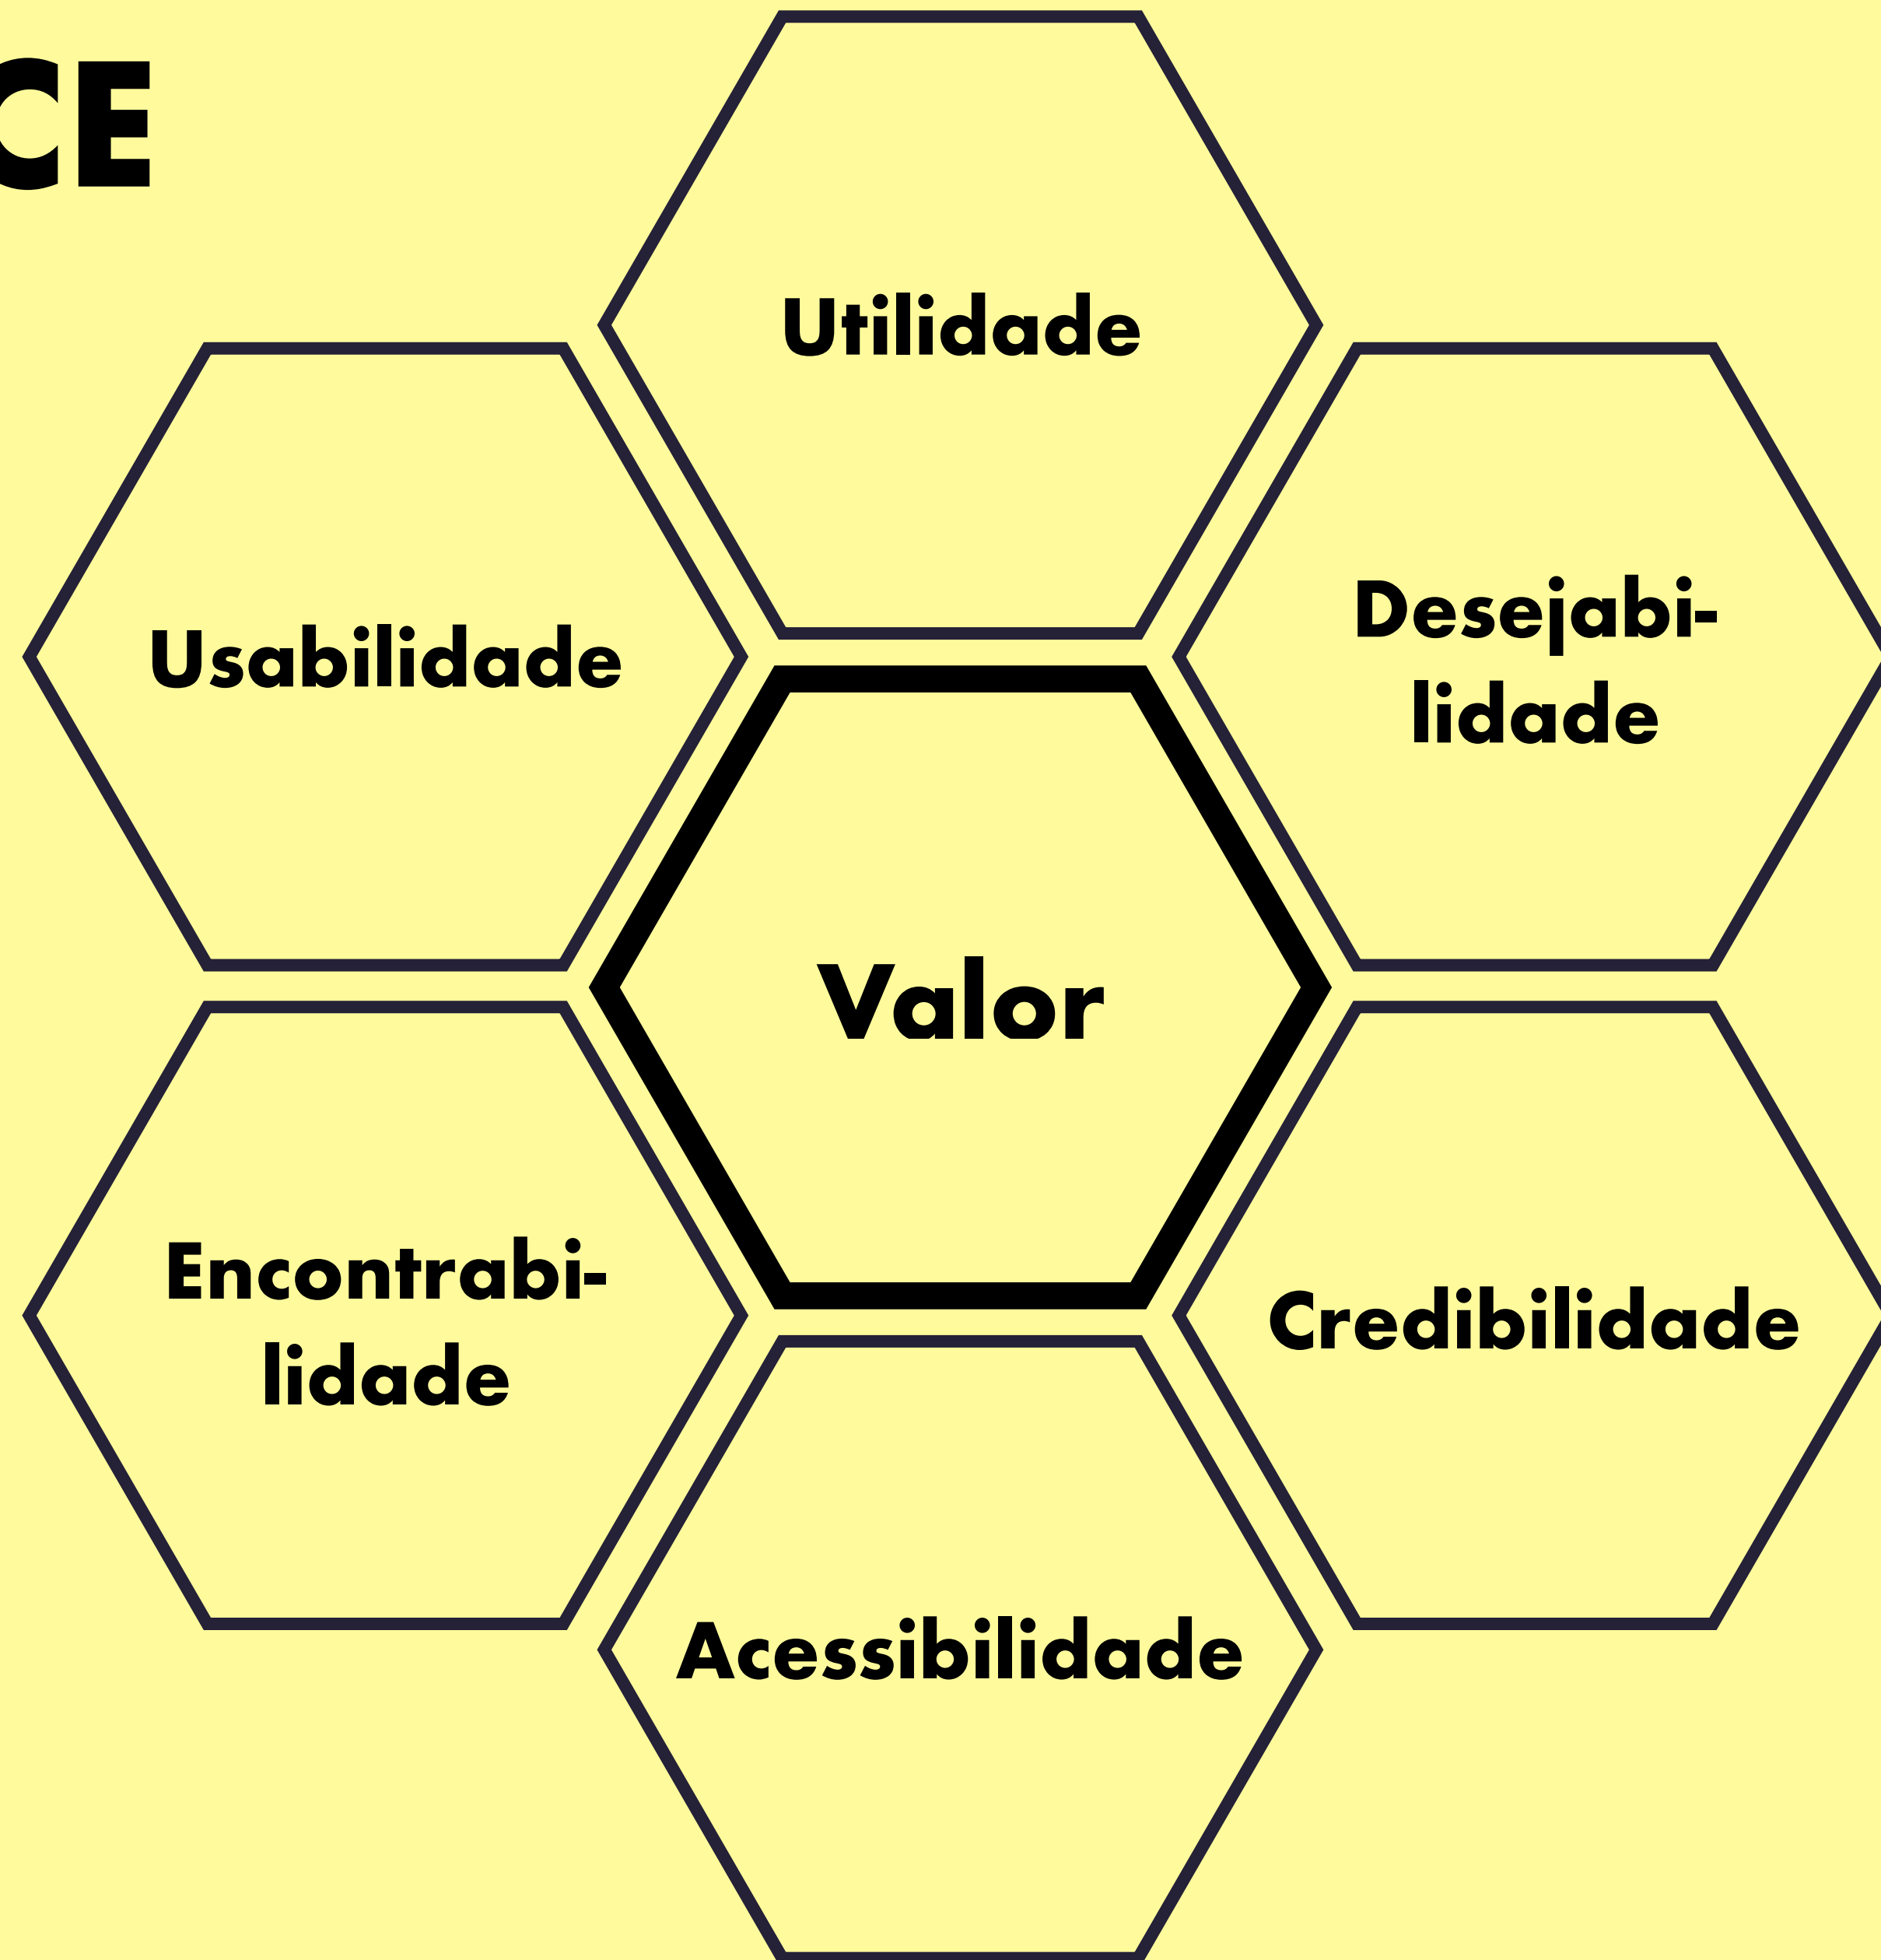 CE
Utilidade
Usabilidade
Desejabi-
lidade
Valor
Encontrabi-
lidade
Credibilidade
Acessibilidade